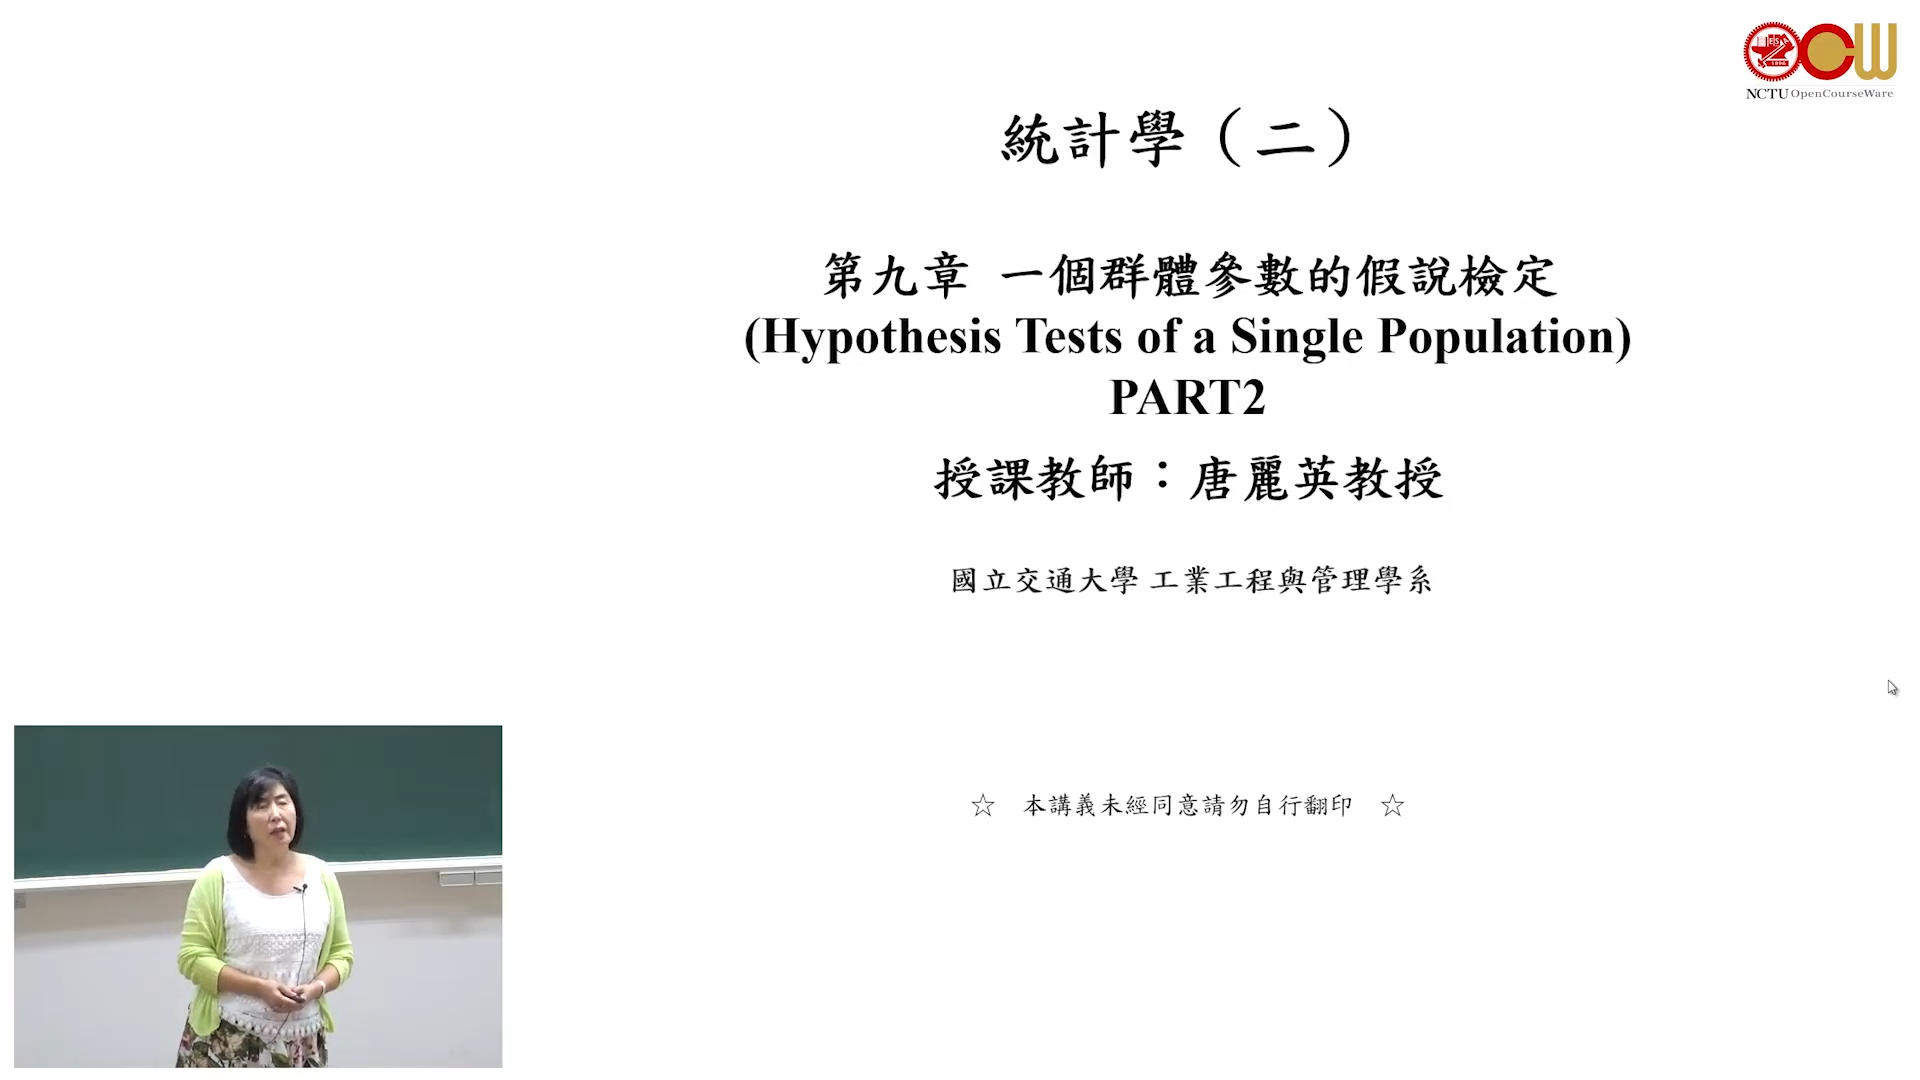 NCTU OpenCourseWare
統計學（二）
第九章 一個群體參數的假說檢定
(Hypothesis Tests of a Single Population)
PART2
授課教師：唐麗英教授
國立交通大學 工業工程與管理學系
☆ 本講義未經同意請勿自行翻印 ☆